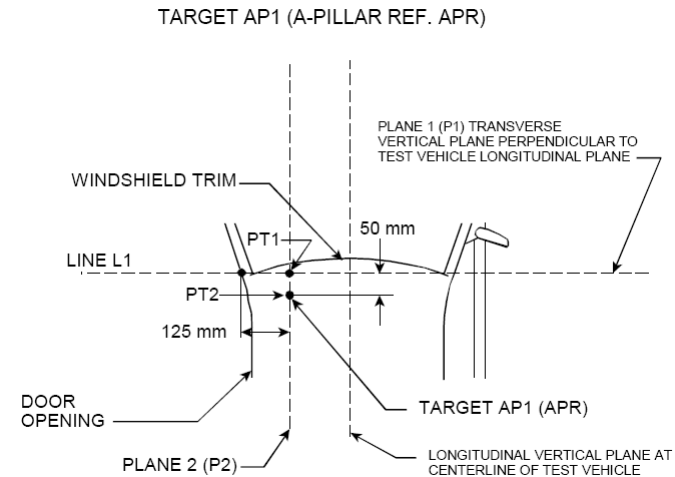 TARGET AP1 (A-PILLAR REF. APR)
PLANE 1 (P1) TRANSVERSE
VERTICAL PLANE PERPENDICULAR TO
TEST VEHICLE LONGITUDINAL PLANE
WINDSHIELD TRIM
50 mm
PT1
LINE L1
PT2
125 mm
DOOR
OPENING
TARGET AP1 (APR)
PLANE 2 (P2)
LONGITUDINAL VERTICAL PLANE AT
CENTERLINE OF TEST VEHICLE